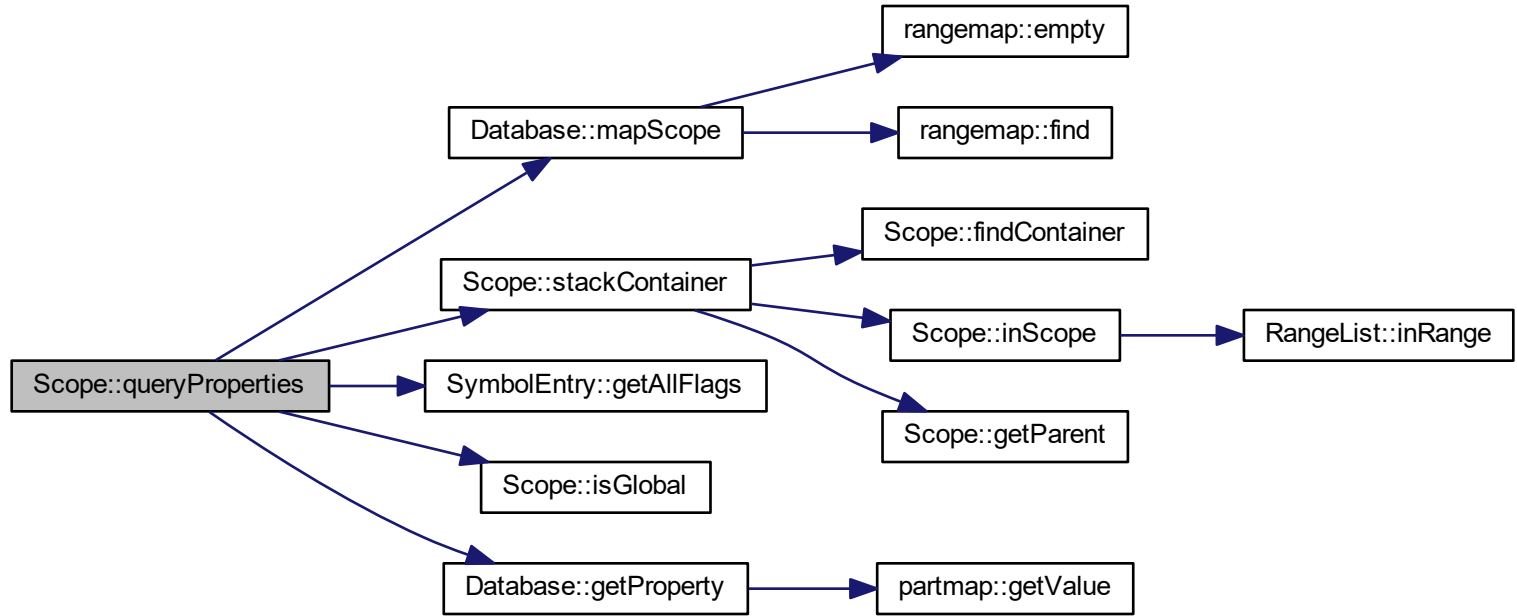 rangemap::empty
Database::mapScope
rangemap::find
Scope::findContainer
Scope::stackContainer
Scope::inScope
RangeList::inRange
Scope::queryProperties
SymbolEntry::getAllFlags
Scope::getParent
Scope::isGlobal
Database::getProperty
partmap::getValue